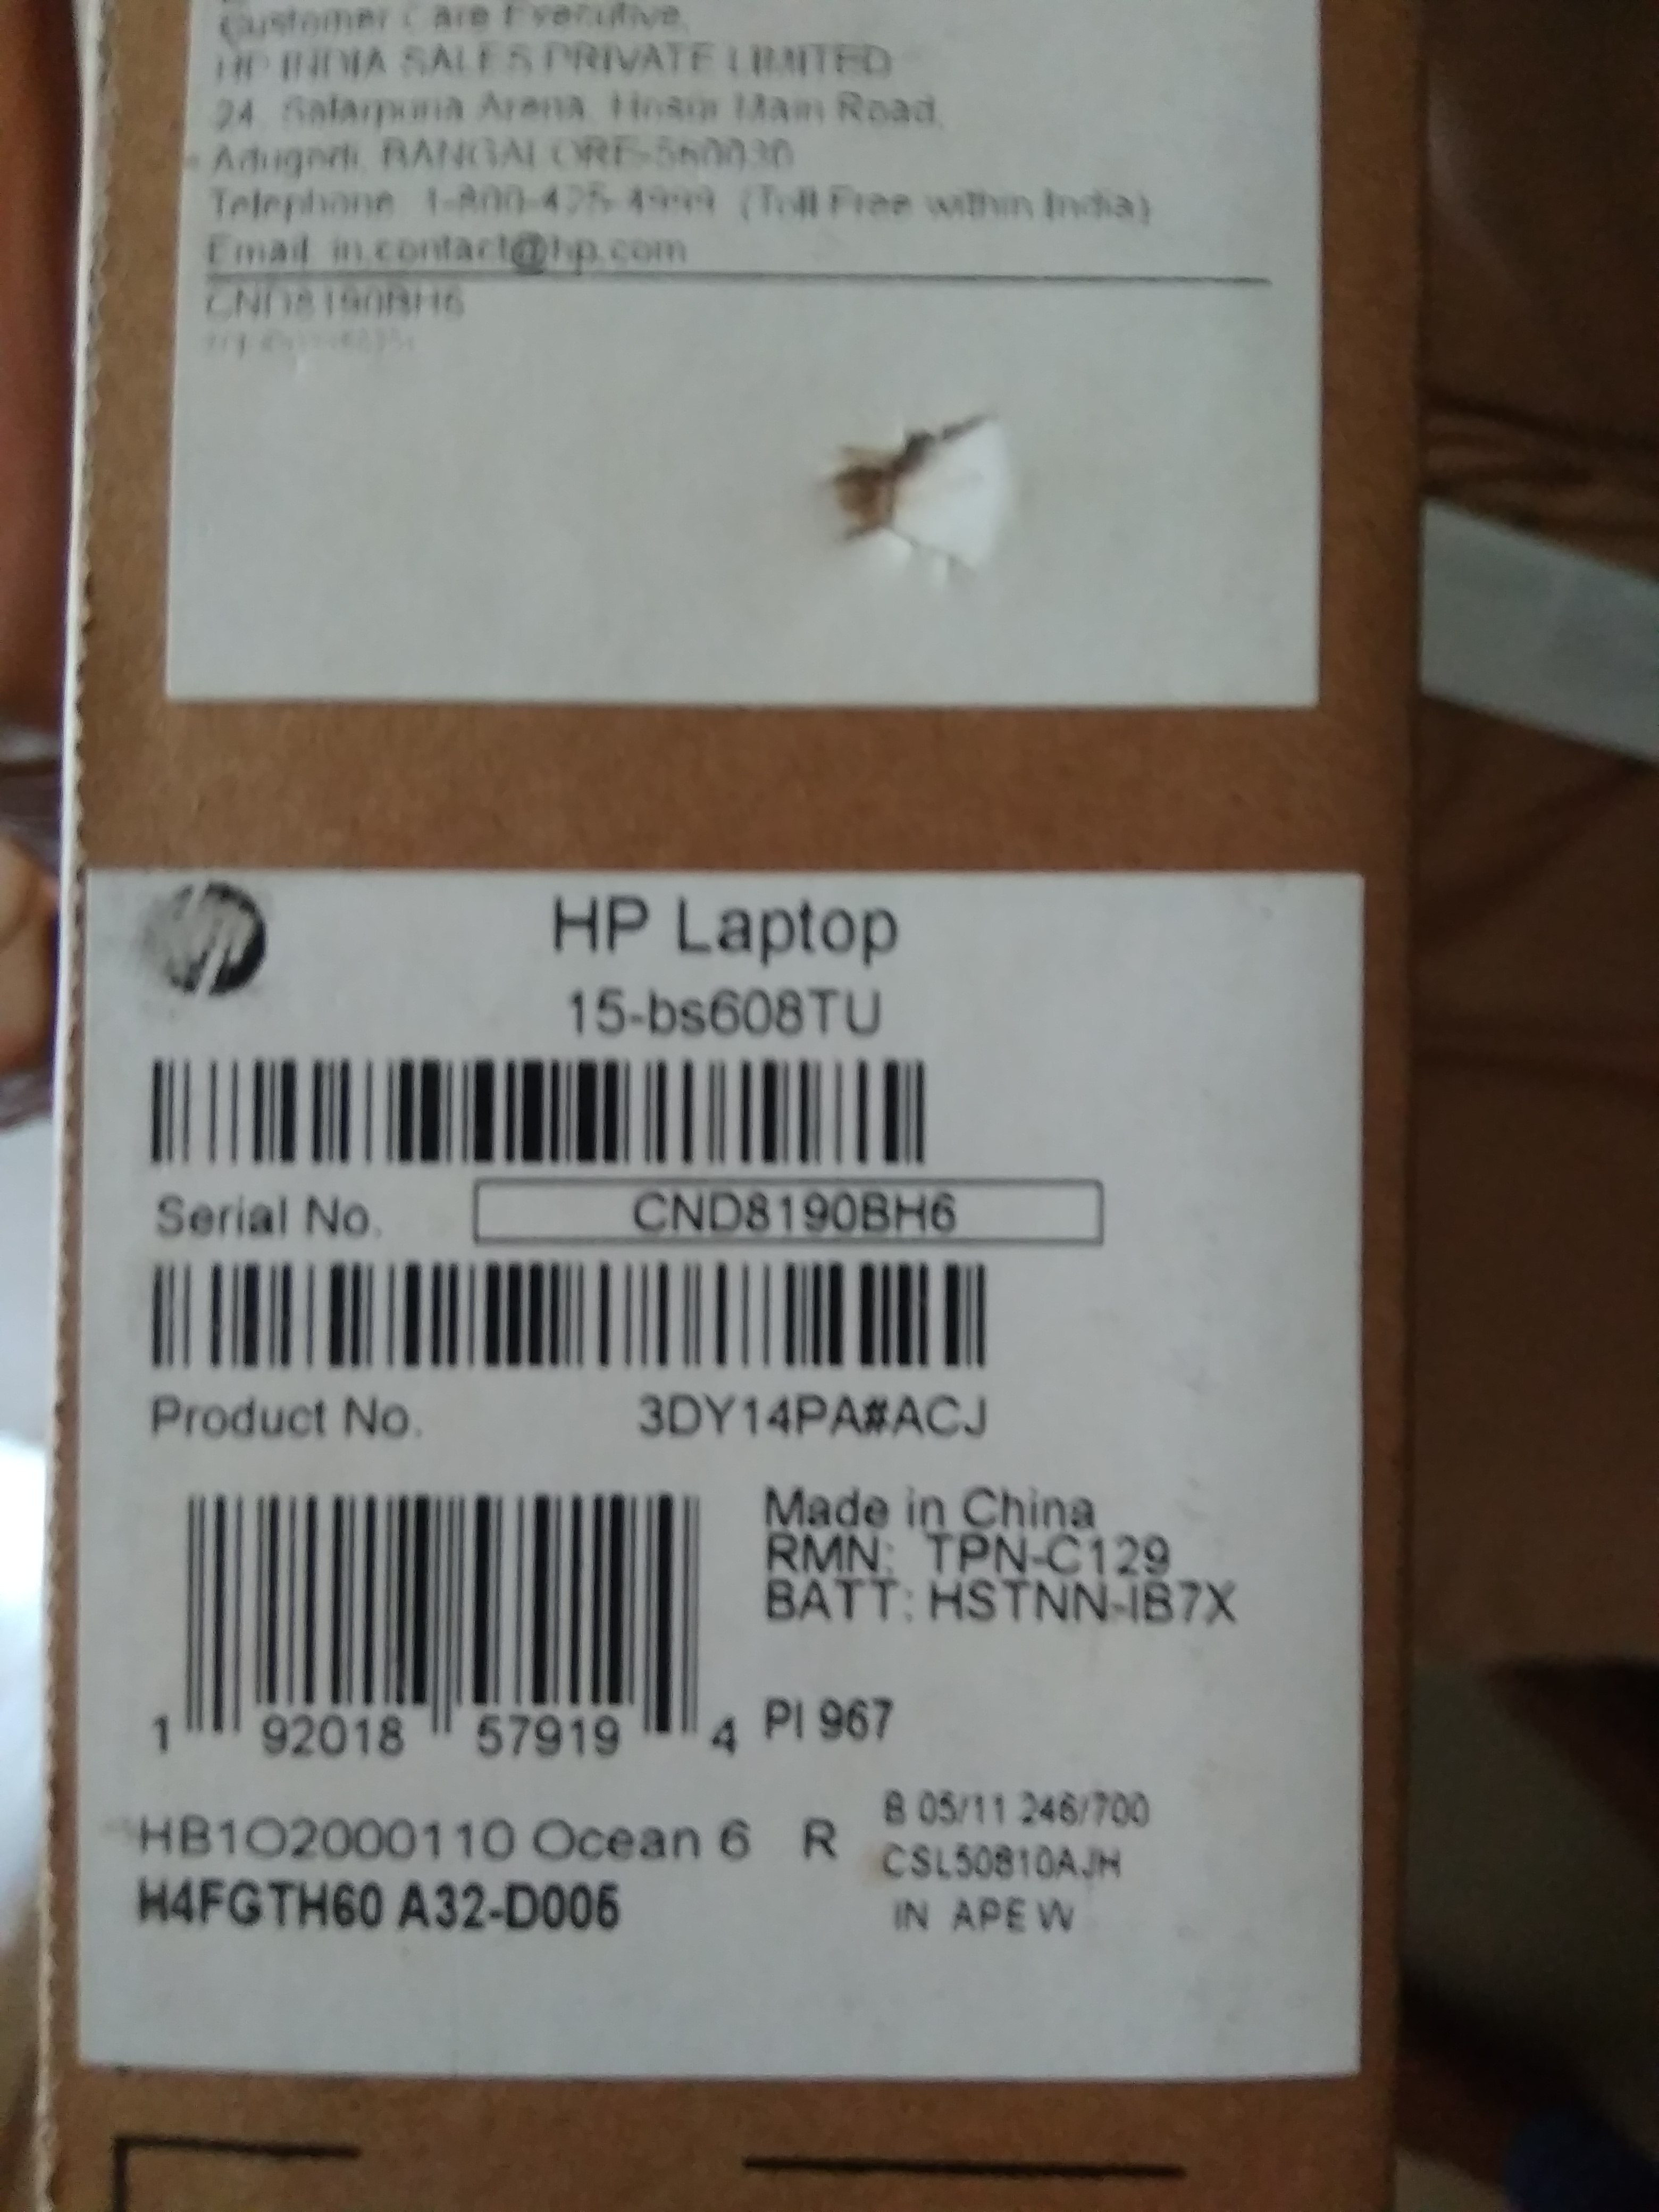 Customer Care Executive,
HP INDIA SALES PRIVATE LIMITED
24, Salarpuria Arena, Hosur Main Road,
Adugodi, BANGALORE-560030
Telephone 1-800-425-4999 (Toll Free within India)
Email in.contact@hp.com
CND8190BH6
hp
HP Laptop
15-bs608TU
Serial No. CND8190BH6
Product No. 3DY14PA#ACJ
Made in China
RMN: TPN-C129
BATT: HSTNN-IB7X
1 92018 57919 4
PI 967
B 05/11 246/700
HB1O2000110 Ocean 6 R
CSL50810AJH
H4FGTH60 A32-D005
IN APE W